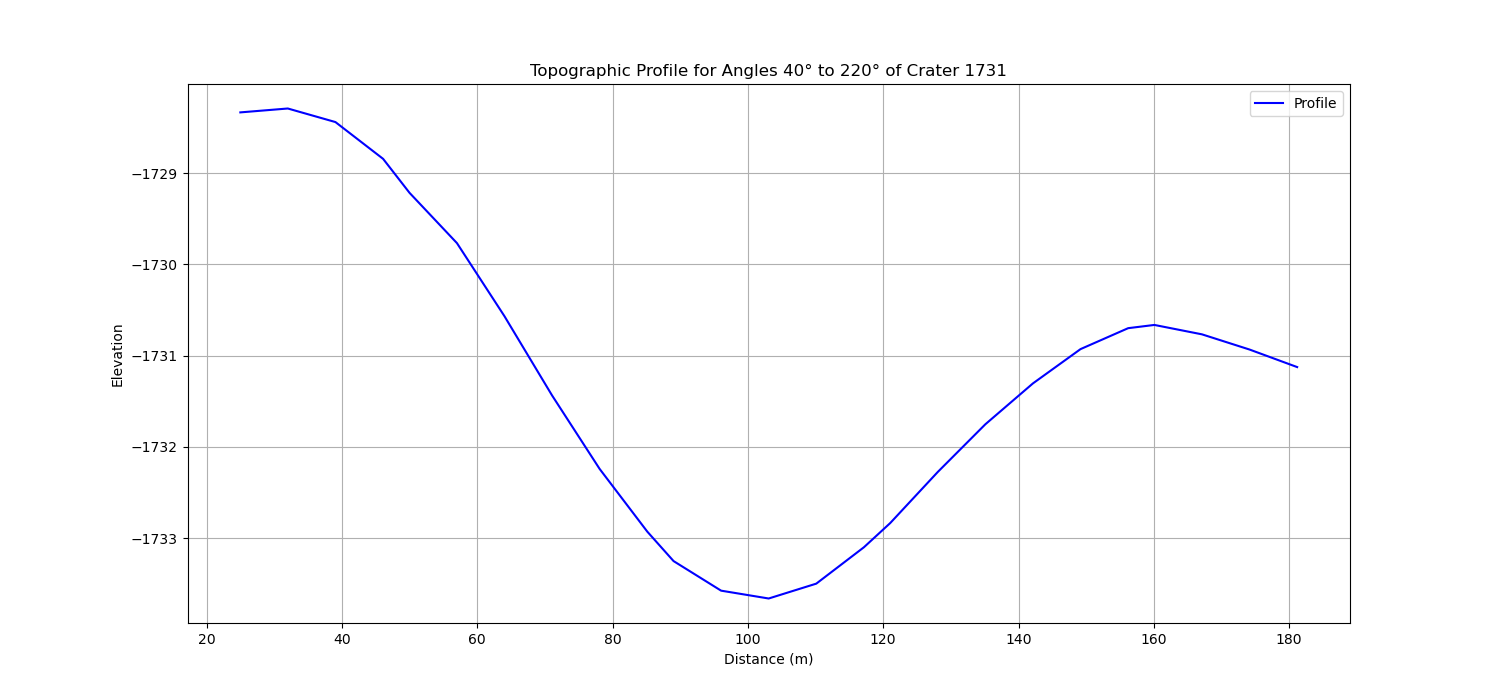 Topographic Profile for Angles 40° to 220° of Crater 1731
Profile
−1729
−1730
−1731
−1732
−1733
Elevation
20 40 60 80 100 120 140 160 180
Distance (m)